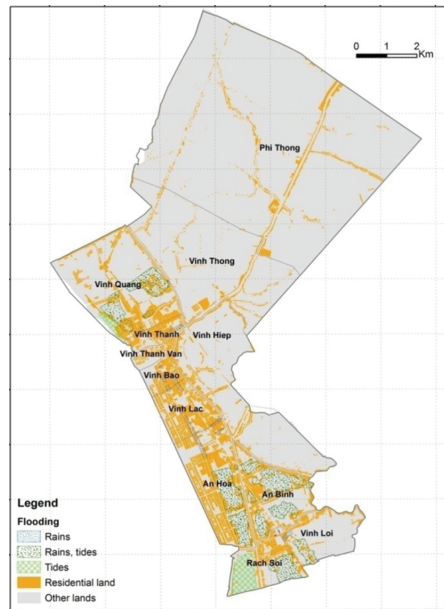 0 1 2
Km
Phi Thong
Vinh Thong
Vinh Quang
Vinh Thanh
Vinh Hiep
Vinh Thanh Van
Vinh Bao
Vinh Lac
An Hoa
An Binh
Vinh Loi
Rach Soi
Legend
Flooding
Rains
Rains, tides
Tides
Residential land
Other lands